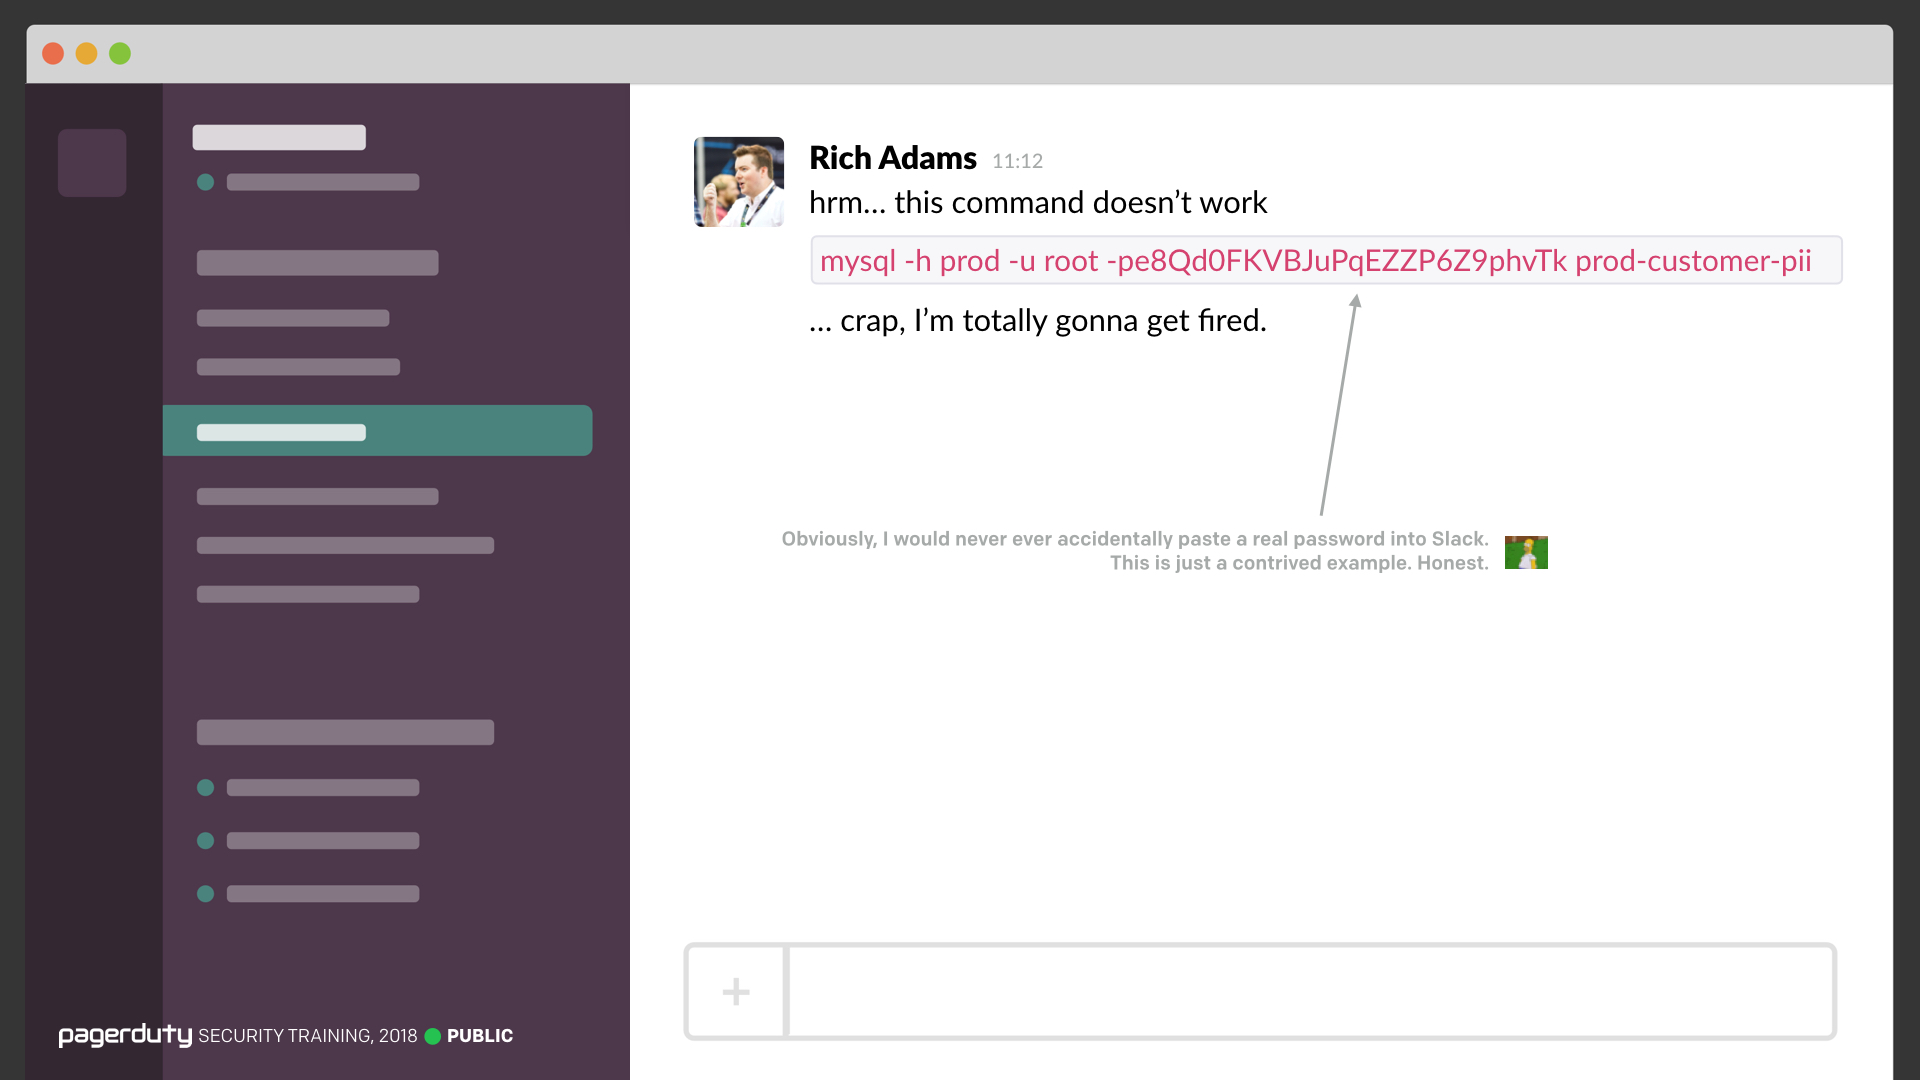 Rich Adams 11:12
hrm... this command doesn’t work
mysql -h prod -u root -pe8Qd0FKVBJuPqEZZP6Z9phvTk prod-customer-pii
... crap, I’m totally gonna get fired.
Obviously, I would never ever accidentally paste a real password into Slack.
This is just a contrived example. Honest.
+
pagerduty SECURITY TRAINING, 2018 PUBLIC